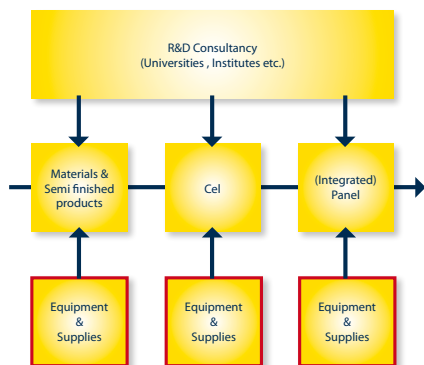 R&D Consultancy
(Universities , Institutes etc.)
Materials &
Semi finished
products
Cel
(Integrated)
Panel
Equipment
&
Supplies
Equipment
&
Supplies
Equipment
&
Supplies